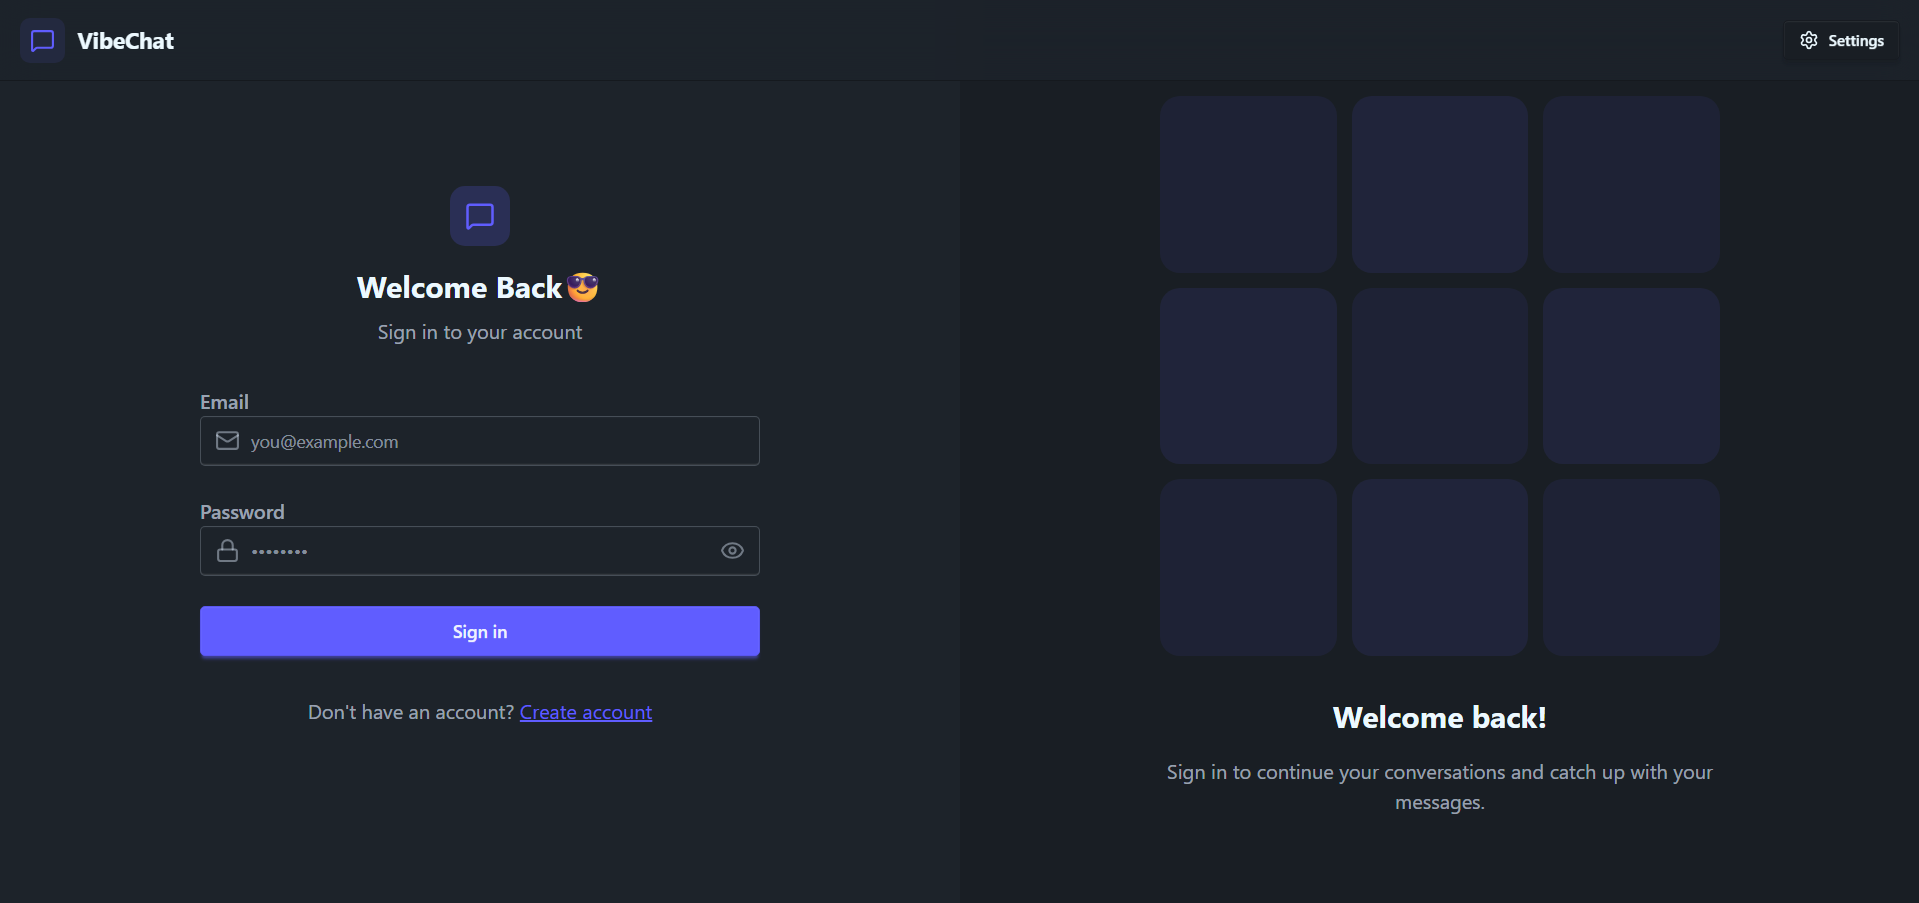 VibeChat
Settings
Welcome Back😎
Sign in to your account
Email
you@example.com
Password
••••••••
Sign in
Don't have an account? Create account
Welcome back!
Sign in to continue your conversations and catch up with your
messages.